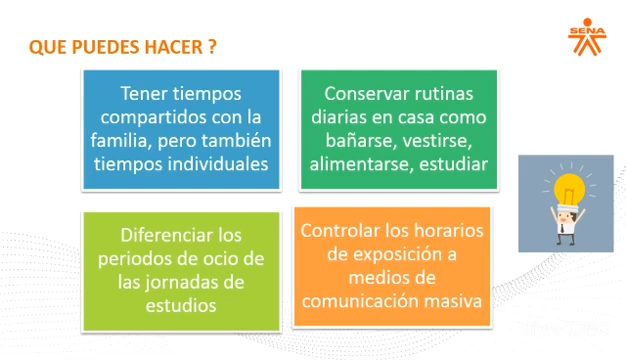 SENA
QUE PUEDES HACER ?
Tener tiempos
compartidos con la
familia, pero también
tiempos individuales
Conservar rutinas
diarias en casa como
bañarse, vestirse,
alimentarse, estudiar
Diferenciar los
periodos de ocio de
las jornadas de
estudios
Controlar los horarios
de exposición a
medios de
comunicación masiva